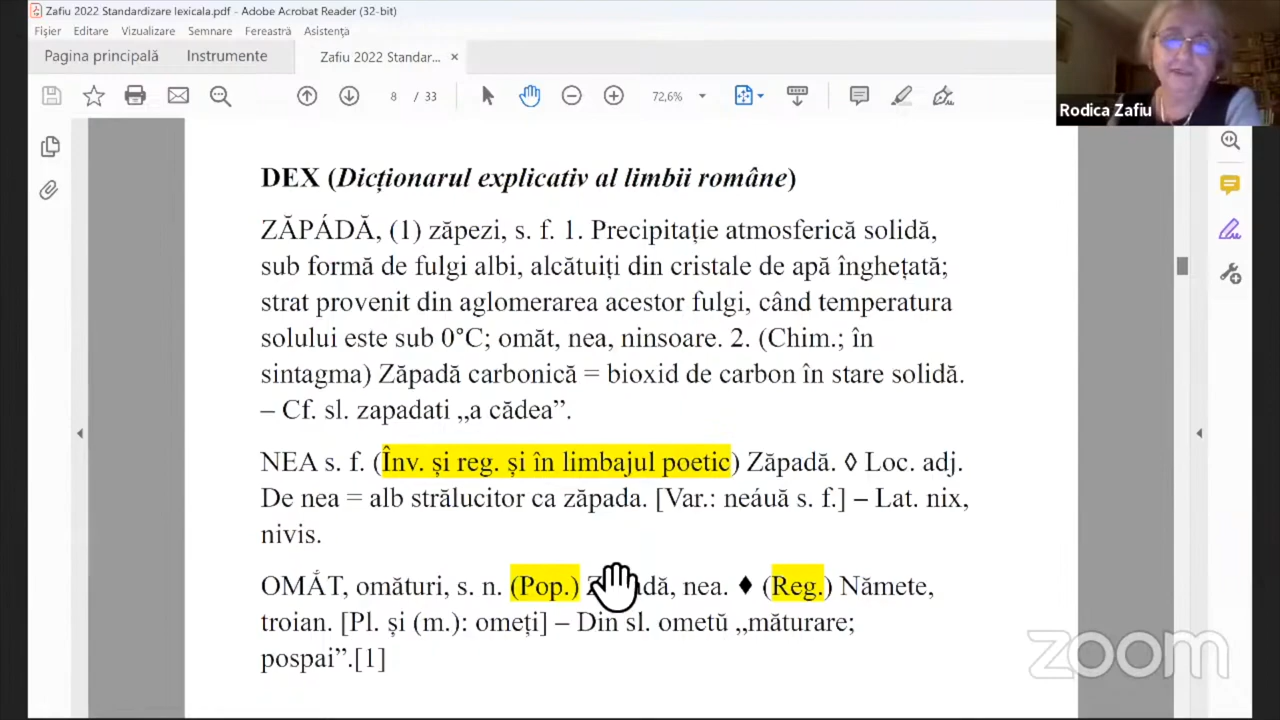 Zafiu 2022 Standardizare lexicala.pdf - Adobe Acrobat Reader (32-bit)
Fișier Editare Vizualizare Semnare Fereastră Asistența
Pagina principală Instrumente Zafiu 2022 Standar... ×
8 / 33 72,6%
Rodica Zafiu
DEX (Dicționarul explicativ al limbii române)
ZĂPÁDĂ, (1) zăpezi, s. f. 1. Precipitație atmosferică solidă,
sub formă de fulgi albi, alcătuiți din cristale de apă înghețată;
strat provenit din aglomerarea acestor fulgi, când temperatura
solului este sub 0°C; omăt, nea, ninsoare. 2. (Chim.; în
sintagma) Zăpadă carbonică = bioxid de carbon în stare solidă.
– Cf. sl. zapadati „a cădea”.
NEA s. f. (Înv. și reg. și în limbajul poetic) Zăpadă. ◊ Loc. adj.
De nea = alb strălucitor ca zăpada. [Var.: neáuă s. f.] – Lat. nix,
nivis.
OMẮT, omături, s. n. (Pop.) nea. ♦ (Reg.) Nămete,
troian. [Pl. și (m.): omeți] – Din sl. ometŭ „măturare;
pospai”.[1]
zoom